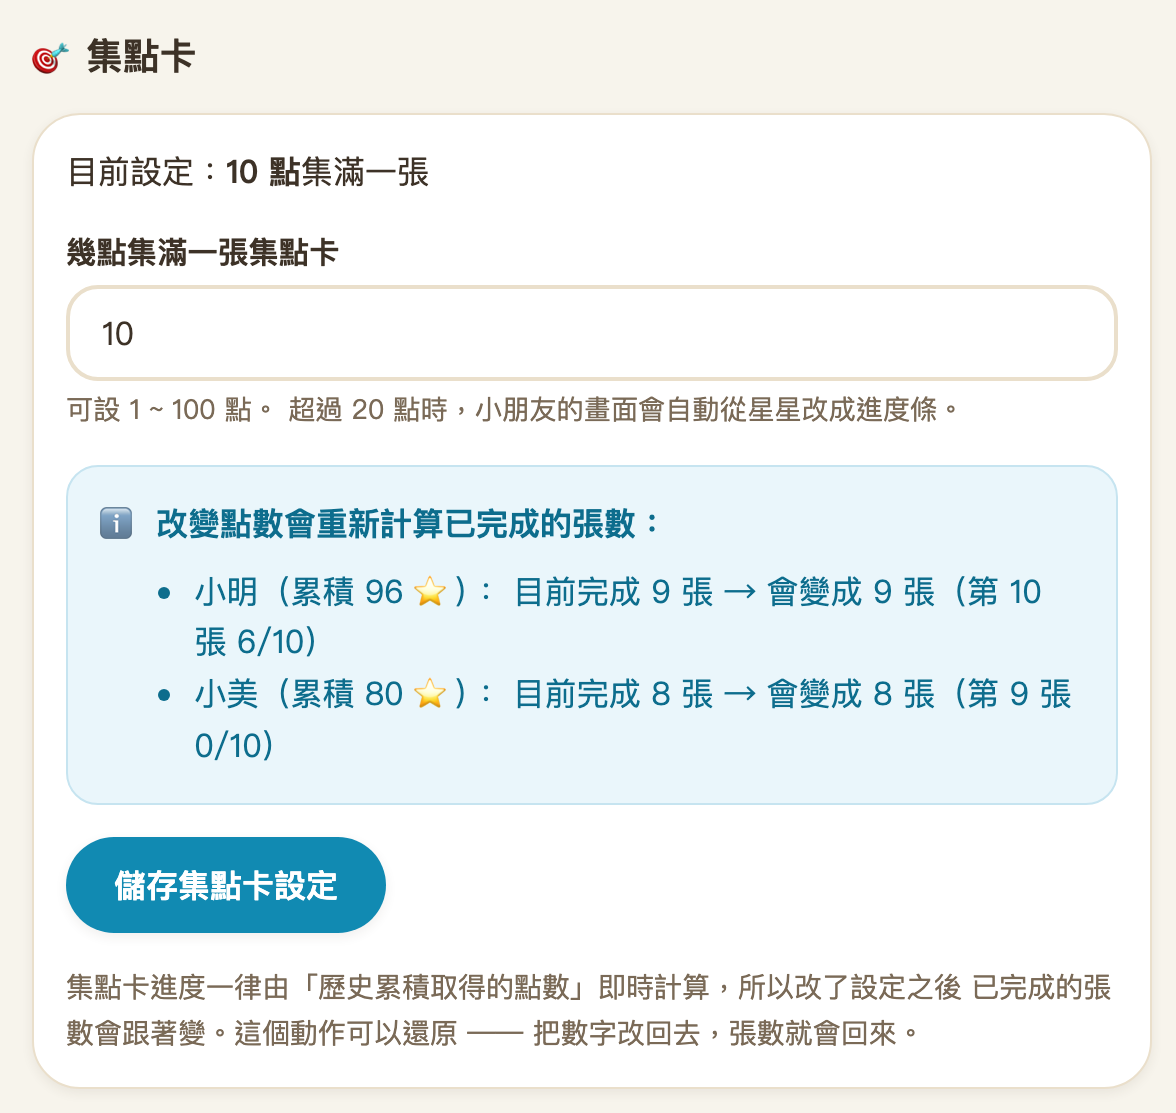 集點卡
目前設定：10 點集滿一張
幾點集滿一張集點卡
10
可設 1 ~ 100 點。 超過 20 點時，小朋友的畫面會自動從星星改成進度條。
改變點數會重新計算已完成的張數：
小明（累積 96 ⭐）： 目前完成 9 張 → 會變成 9 張（第 10
張 6/10）
小美（累積 80 ⭐）： 目前完成 8 張 → 會變成 8 張（第 9 張
0/10）
儲存集點卡設定
集點卡進度一律由「歷史累積取得的點數」即時計算，所以改了設定之後 已完成的張
數會跟著變。這個動作可以還原 —— 把數字改回去，張數就會回來。